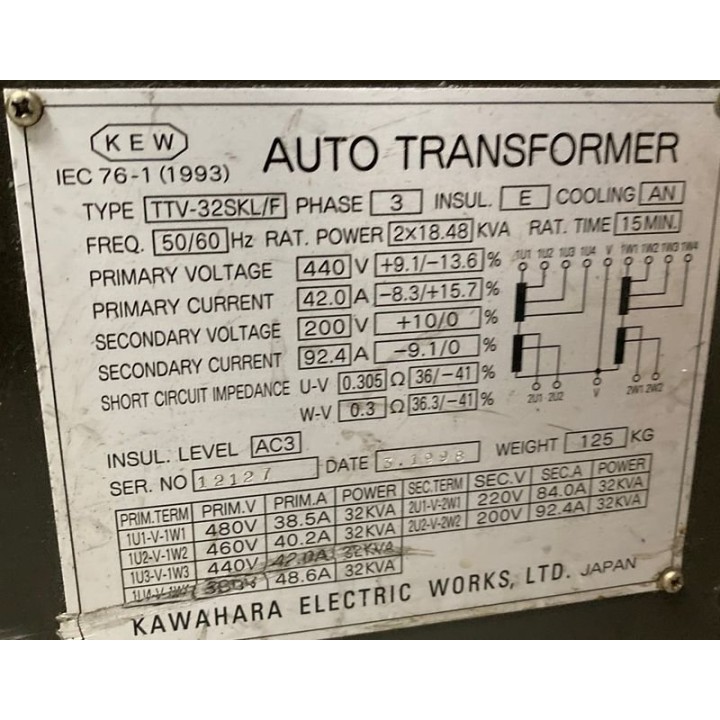 KEW
AUTO TRANSFORMER
IEC 76-1 (1993)
TYPE TTV-32SKL/F PHASE 3 INSUL. E COOLING AN
FREQ. 50/60 Hz RAT. POWER 2X18.48 KVA RAT. TIME 15MIN.
PRIMARY VOLTAGE 440 V +9.1/-13.6 %
PRIMARY CURRENT 42.0 A -8.3/+15.7 %
SECONDARY VOLTAGE 200 V +10/0 %
SECONDARY CURRENT 92.4 A -9.1/0 %
SHORT CIRCUIT IMPEDANCE U-V 0.305 Ω 36/-41 %
W-V 0.3 Ω 36.3/-41 %
1U1 1U2 1U3 1U4 V 1W1 1W2 1W3 1W4
2U1 2U2 V 2W1 2W2
INSUL. LEVEL AC3
SER. NO 12127 DATE 3.1998 WEIGHT 125 KG
PRIM.TERM PRIM.V PRIM.A POWER SEC.TERM SEC.V SEC.A POWER
1U1-V-1W1 480V 38.5A 32KVA 2U1-V-2W1 220V 84.0A 32KVA
1U2-V-1W2 460V 40.2A 32KVA 2U2-V-2W2 200V 92.4A 32KVA
1U3-V-1W3 440V 42.0A 32KVA
1U4-V-1W4 380V 48.6A 32KVA
KAWAHARA ELECTRIC WORKS, LTD. JAPAN